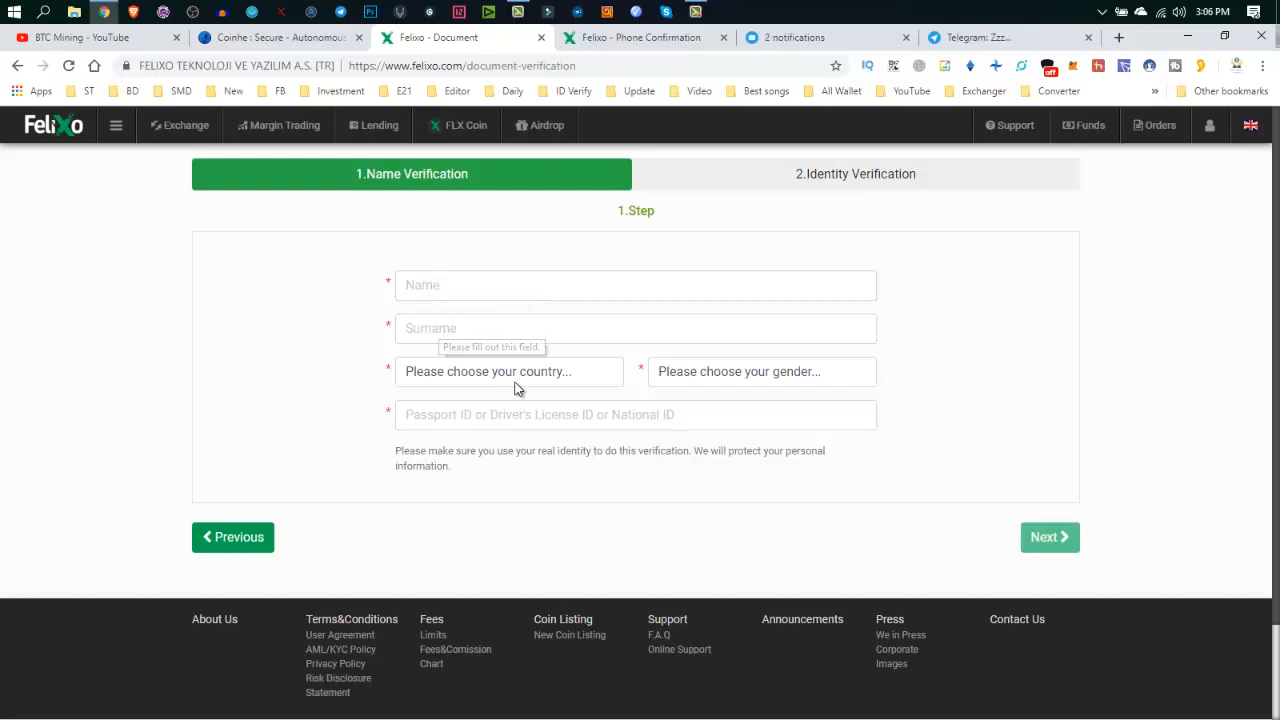 3:06 PM
BTC Mining - YouTube
Coinhe : Secure - Autonomous
Felixo - Document
Felixo - Phone Confirmation
2 notifications
Telegram: Zzz...
FELIXO TEKNOLOJI VE YAZILIM A.S. [TR] https://www.felixo.com/document-verification
off
Apps ST BD SMD New FB Investment E21 Editor Daily ID Verify Update Video Best songs All Wallet YouTube Exchanger Converter » Other bookmarks
FeliXo Exchange Margin Trading Lending FLX Coin Airdrop Support Funds Orders
1.Name Verification
2.Identity Verification
1.Step
* Name
* Surname
Please fill out this field.
* Please choose your country... * Please choose your gender...
* Passport ID or Driver's License ID or National ID
Please make sure you use your real identity to do this verification. We will protect your personal
information.
Previous
Next
About Us
Terms&Conditions
User Agreement
AML/KYC Policy
Privacy Policy
Risk Disclosure
Statement
Fees
Limits
Fees&Comission
Chart
Coin Listing
New Coin Listing
Support
F.A.Q
Online Support
Announcements
Press
We in Press
Corporate
Images
Contact Us